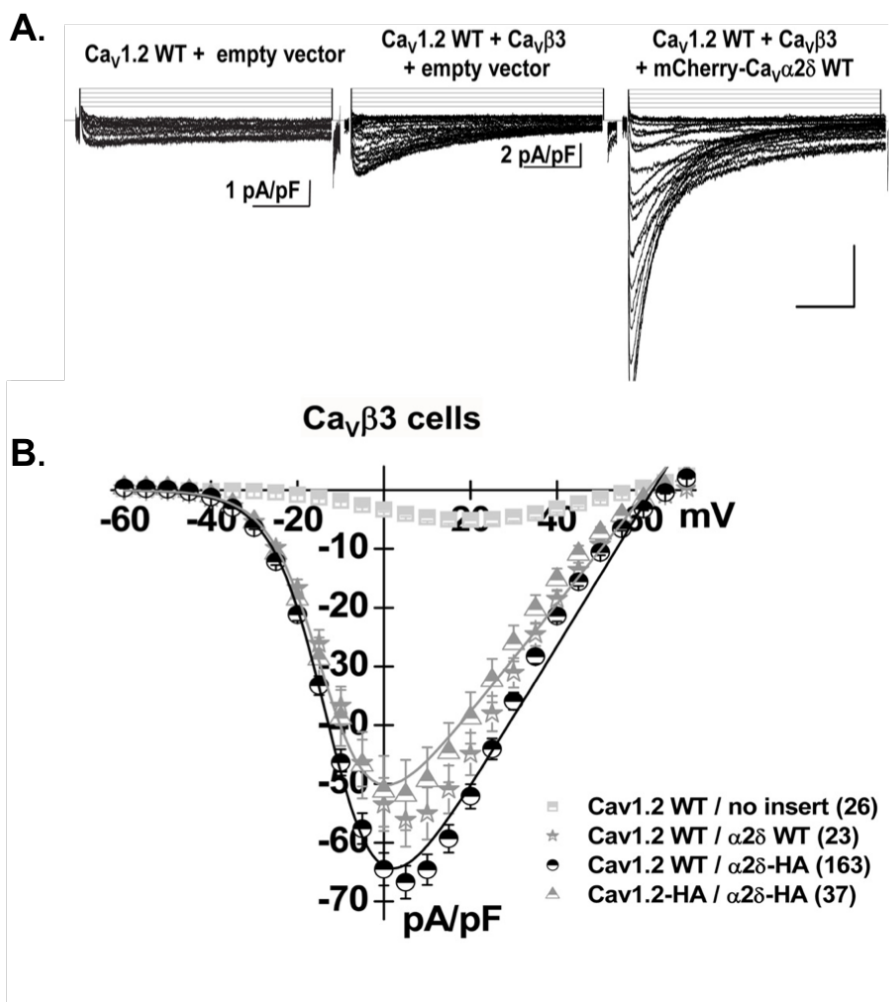 A.
CaV1.2 WT + empty vector
CaV1.2 WT + CaVβ3
+ empty vector
CaV1.2 WT + CaVβ3
+ mCherry-CaVα2δ WT
1 pA/pF
2 pA/pF
CaVβ3 cells
B.
-60 -40 -20 20 40 60 mV
-10
-20
-30
-40
-50
-60
-70
pA/pF
Cav1.2 WT / no insert (26)
Cav1.2 WT / α2δ WT (23)
Cav1.2 WT / α2δ-HA (163)
Cav1.2-HA / α2δ-HA (37)